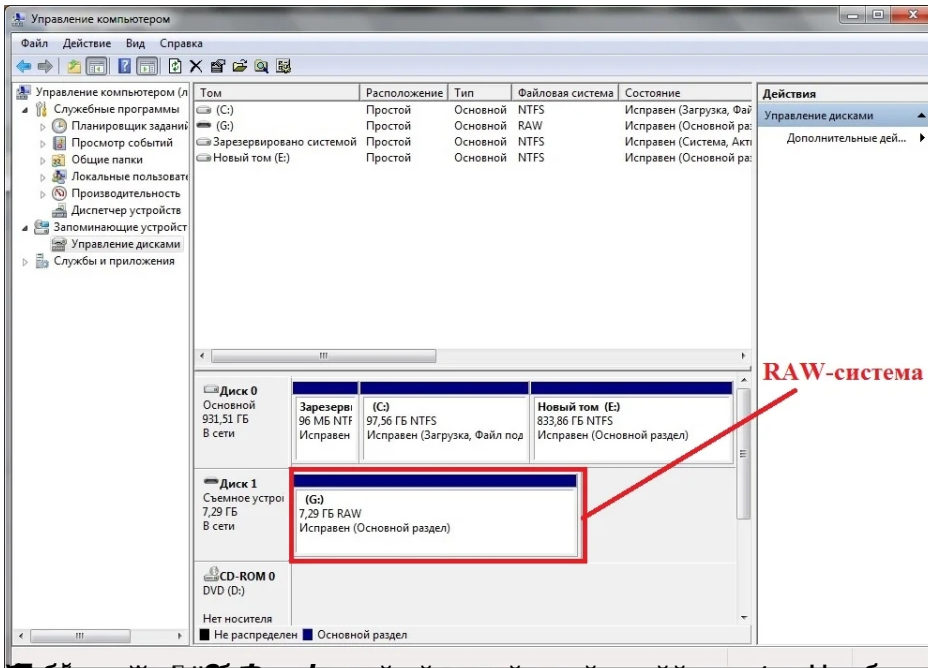 Управление компьютером
Файл Действие Вид Справка
Управление компьютером (л
Служебные программы
Планировщик заданий
Просмотр событий
Общие папки
Локальные пользовате
Производительность
Диспетчер устройств
Запоминающие устройст
Управление дисками
Службы и приложения
Том Расположение Тип Файловая система Состояние
(C:) Простой Основной NTFS Исправен (Загрузка, Фай
(G:) Простой Основной RAW Исправен (Основной раз
Зарезервировано системой Простой Основной NTFS Исправен (Система, Акти
Новый том (E:) Простой Основной NTFS Исправен (Основной раз
Действия
Управление дисками
Дополнительные дей...
RAW-система
Диск 0
Основной
931,51 ГБ
В сети
Зарезерви
96 МБ NTF
Исправен
(C:)
97,56 ГБ NTFS
Исправен (Загрузка, Файл под
Новый том (E:)
833,86 ГБ NTFS
Исправен (Основной раздел)
Диск 1
Съемное устрой
7,29 ГБ
В сети
(G:)
7,29 ГБ RAW
Исправен (Основной раздел)
CD-ROM 0
DVD (D:)
Нет носителя
Не распределен Основной раздел